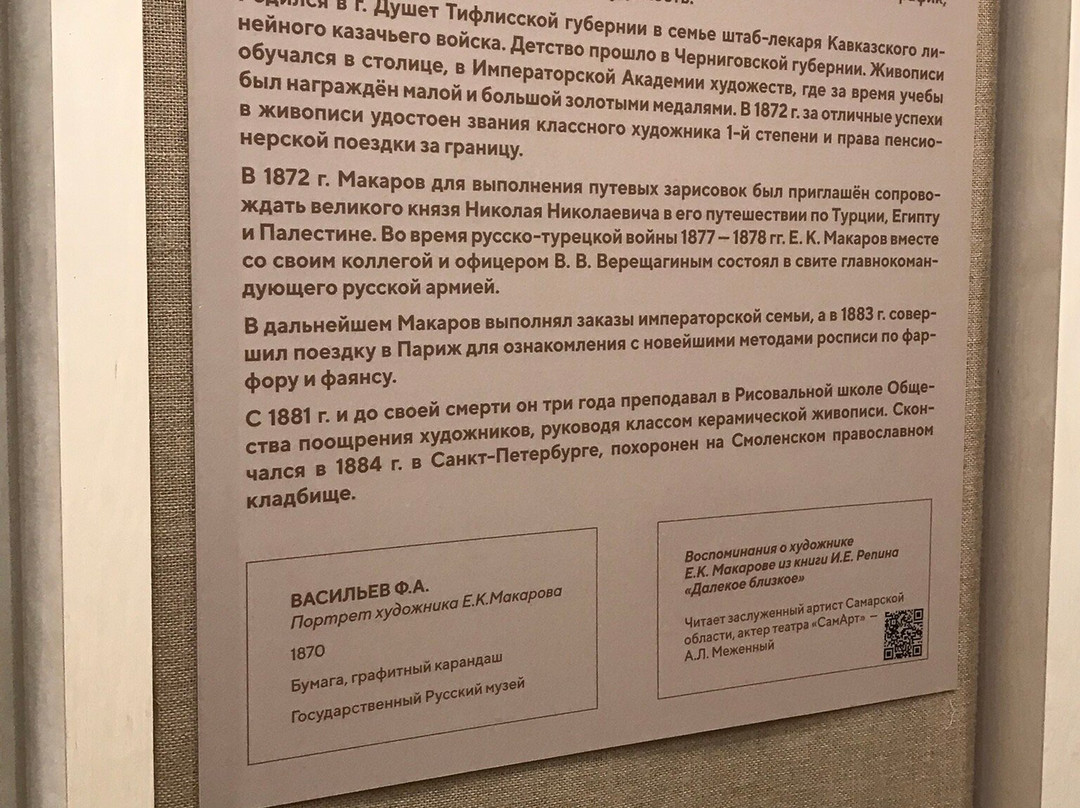 Родился в г. Душет Тифлисской губернии в семье штаб-лекаря Кавказского ли-
нейного казачьего войска. Детство прошло в Черниговской губернии. Живописи
обучался в столице, в Императорской Академии художеств, где за время учебы
был награждён малой и большой золотыми медалями. В 1872 г. за отличные успехи
в живописи удостоен звания классного художника 1-й степени и права пенсио-
нерской поездки за границу.
В 1872 г. Макаров для выполнения путевых зарисовок был приглашён сопрово-
ждать великого князя Николая Николаевича в его путешествии по Турции, Египту
и Палестине. Во время русско-турецкой войны 1877 – 1878 гг. Е. К. Макаров вместе
со своим коллегой и офицером В. В. Верещагиным состоял в свите главнокоман-
дующего русской армией.
В дальнейшем Макаров выполнял заказы императорской семьи, а в 1883 г. совер-
шил поездку в Париж для ознакомления с новейшими методами росписи по фар-
фору и фаянсу.
С 1881 г. и до своей смерти он три года преподавал в Рисовальной школе Обще-
ства поощрения художников, руководя классом керамической живописи. Скон-
чался в 1884 г. в Санкт-Петербурге, похоронен на Смоленском православном
кладбище.
ВАСИЛЬЕВ Ф.А.
Портрет художника Е.К.Макарова
1870
Бумага, графитный карандаш
Государственный Русский музей
Воспоминания о художнике
Е.К. Макарове из книги И.Е. Репина
«Далекое близкое»
Читает заслуженный артист Самарской
области, актер театра «СамАрт» –
А.Л. Меженный